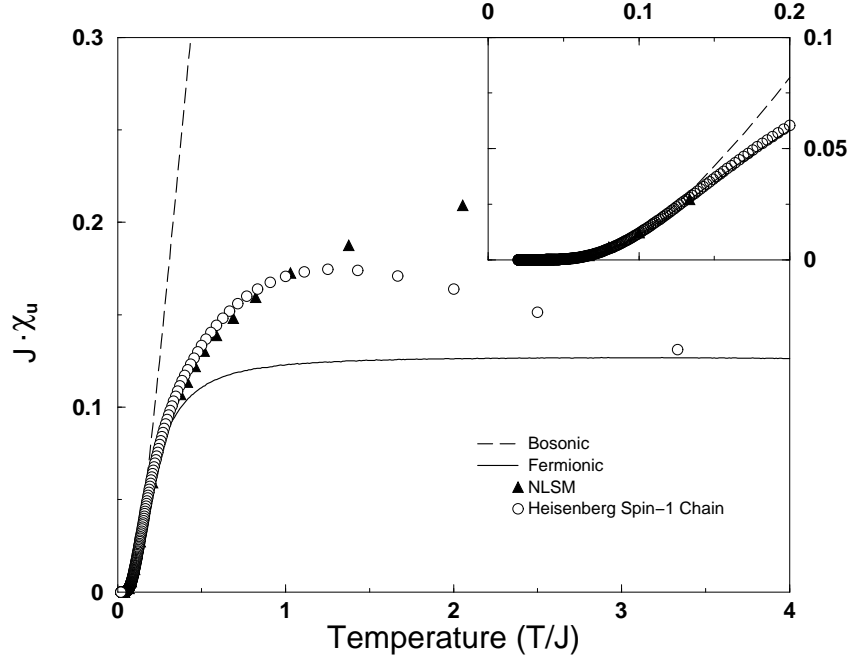 0 0.1 0.2
0.3
0.1
0.2
0.05
J·χu
0
0.1
Bosonic
Fermionic
NLSM
Heisenberg Spin−1 Chain
0
0 1 2 3 4
Temperature (T/J)